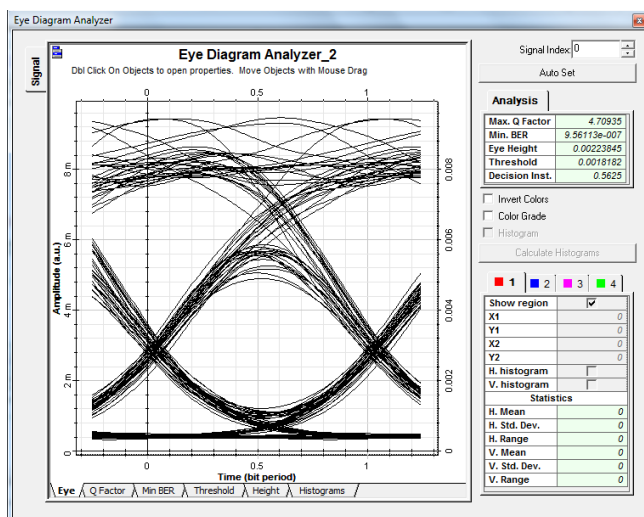 Eye Diagram Analyzer
Signal
Eye Diagram Analyzer_2
Dbl Click On Objects to open properties. Move Objects with Mouse Drag
0 0.5 1
Amplitude (a.u.)
8 m
6 m
4 m
2 m
0
0.008
0.006
0.004
0.002
0
0 0.5 1
Time (bit period)
Eye Q Factor Min BER Threshold Height Histograms
Signal Index: 0
Auto Set
Analysis
Max. Q Factor 4.70935
Min. BER 9.56113e-007
Eye Height 0.00223845
Threshold 0.0018182
Decision Inst. 0.5625
Invert Colors
Color Grade
Histogram
Calculate Histograms
1 2 3 4
Show region
X1 0
Y1 0
X2 0
Y2 0
H. histogram
V. histogram
Statistics
H. Mean 0
H. Std. Dev. 0
H. Range 0
V. Mean 0
V. Std. Dev. 0
V. Range 0